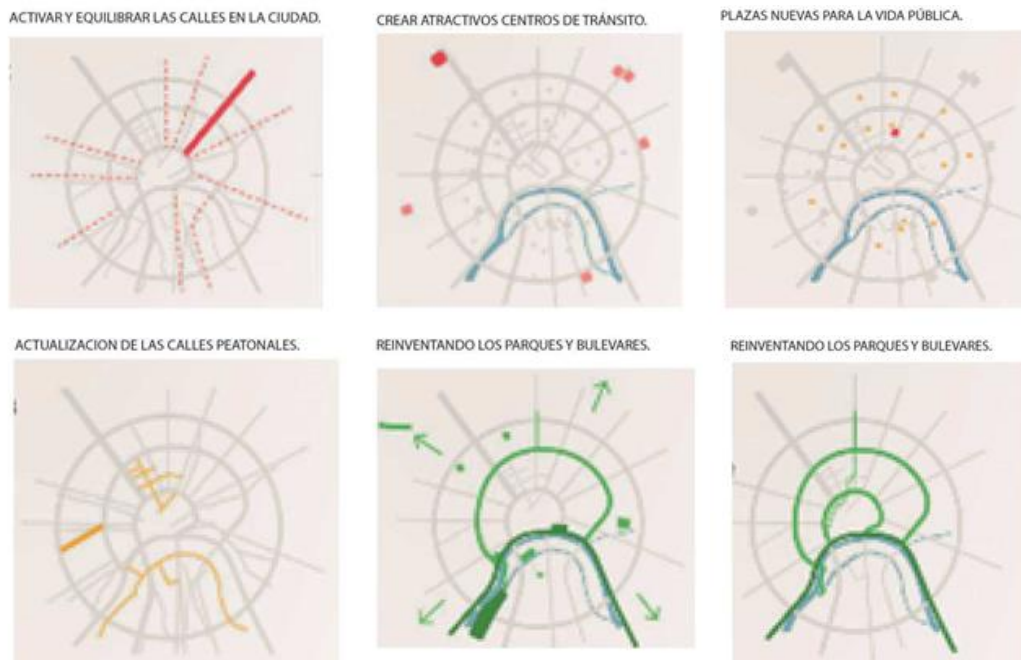 ACTIVAR Y EQUILIBRAR LAS CALLES EN LA CIUDAD.
CREAR ATRACTIVOS CENTROS DE TRÁNSITO.
PLAZAS NUEVAS PARA LA VIDA PÚBLICA.
ACTUALIZACION DE LAS CALLES PEATONALES.
REINVENTANDO LOS PARQUES Y BULEVARES.
REINVENTANDO LOS PARQUES Y BULEVARES.